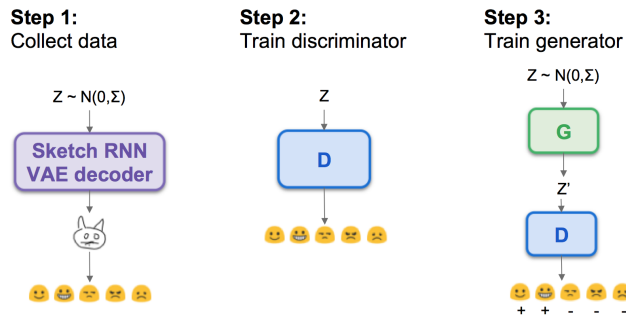 Step 1:
Collect data
Z ~ N(0,Σ)
Sketch RNN
VAE decoder
Step 2:
Train discriminator
Z
D
Step 3:
Train generator
Z ~ N(0,Σ)
G
Z'
D
+ + - - -